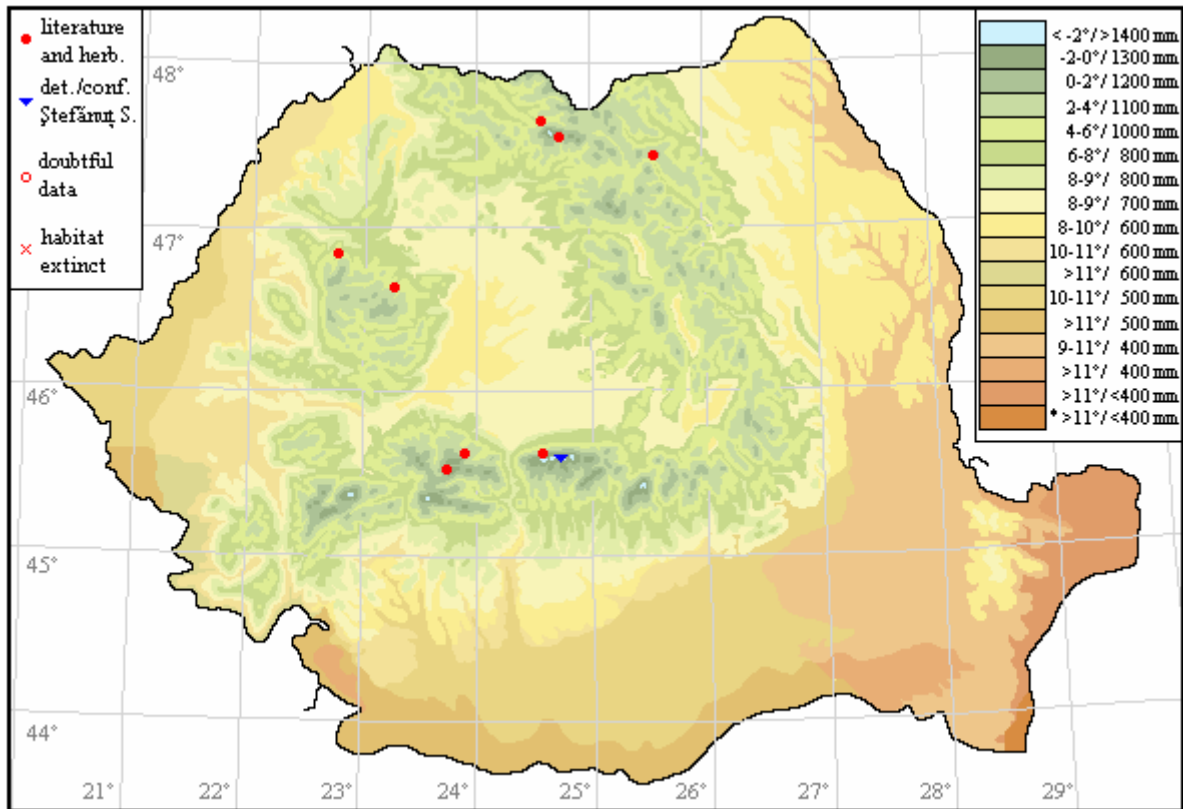 literature
and herb.
det./conf.
Ştefănuţ S.
doubtful
data
habitat
extinct
< -2°/>1400 mm
-2-0°/ 1300 mm
0-2°/ 1200 mm
2-4°/ 1100 mm
4-6°/ 1000 mm
6-8°/ 800 mm
8-9°/ 800 mm
8-9°/ 700 mm
8-10°/ 600 mm
10-11°/ 600 mm
>11°/ 600 mm
10-11°/ 500 mm
>11°/ 500 mm
9-11°/ 400 mm
>11°/ 400 mm
>11°/<400 mm
* >11°/<400 mm
48°
47°
46°
45°
44°
21°
22°
23°
24°
25°
26°
27°
28°
29°